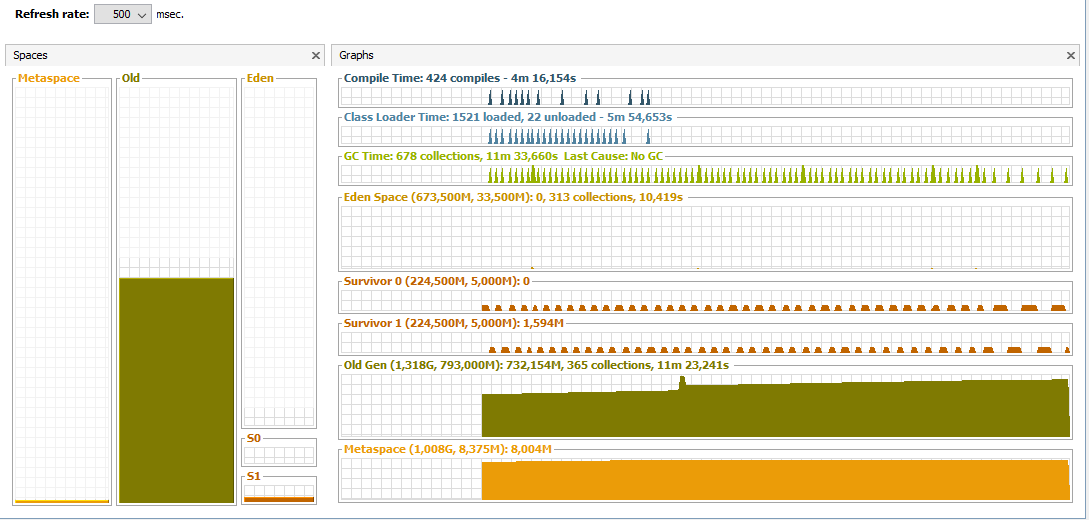 Refresh rate: 500 msec.
Spaces
Graphs
Metaspace
Old
Eden
S0
S1
Compile Time: 424 compiles - 4m 16,154s
Class Loader Time: 1521 loaded, 22 unloaded - 5m 54,653s
GC Time: 678 collections, 11m 33,660s Last Cause: No GC
Eden Space (673,500M, 33,500M): 0, 313 collections, 10,419s
Survivor 0 (224,500M, 5,000M): 0
Survivor 1 (224,500M, 5,000M): 1,594M
Old Gen (1,318G, 793,000M): 732,154M, 365 collections, 11m 23,241s
Metaspace (1,008G, 8,375M): 8,004M